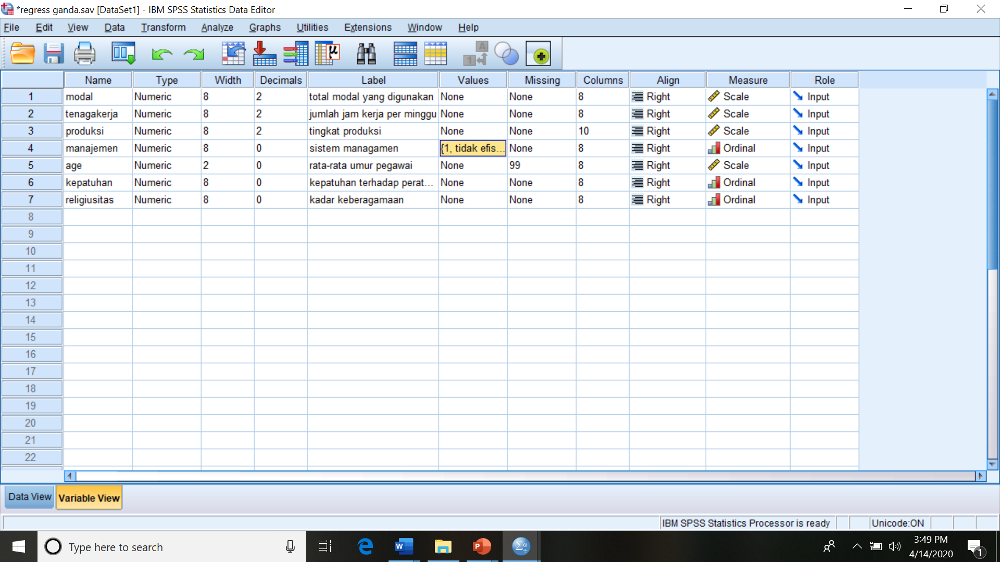 *regress ganda.sav [DataSet1] - IBM SPSS Statistics Data Editor
File Edit View Data Transform Analyze Graphs Utilities Extensions Window Help
Name Type Width Decimals Label Values Missing Columns Align Measure Role
1 modal Numeric 8 2 total modal yang digunakan None None 8 Right Scale Input
2 tenagakerja Numeric 8 2 jumlah jam kerja per minggu None None 8 Right Scale Input
3 produksi Numeric 8 2 tingkat produksi None None 10 Right Scale Input
4 manajemen Numeric 8 0 sistem managamen {1, tidak efis... None 8 Right Ordinal Input
5 age Numeric 2 0 rata-rata umur pegawai None 99 8 Right Scale Input
6 kepatuhan Numeric 8 0 kepatuhan terhadap perat... None None 8 Right Ordinal Input
7 religiusitas Numeric 8 0 kadar keberagamaan None None 8 Right Ordinal Input
8
9
10
11
12
13
14
15
16
17
18
19
20
21
22
Data View Variable View
IBM SPSS Statistics Processor is ready Unicode:ON
Type here to search
3:49 PM
4/14/2020
1